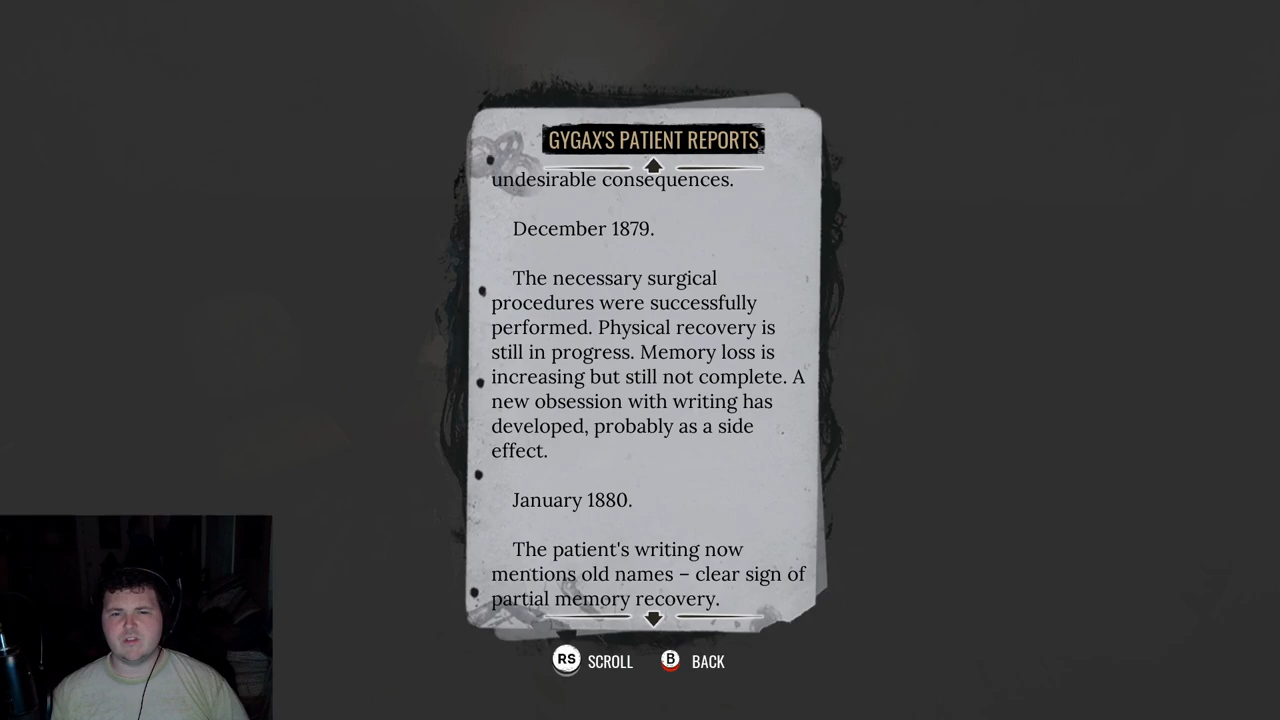 GYGAX'S PATIENT REPORTS
undesirable consequences.
December 1879.
The necessary surgical
procedures were successfully
performed. Physical recovery is
still in progress. Memory loss is
increasing but still not complete. A
new obsession with writing has
developed, probably as a side
effect.
January 1880.
The patient's writing now
mentions old names – clear sign of
partial memory recovery.
RS SCROLL B BACK